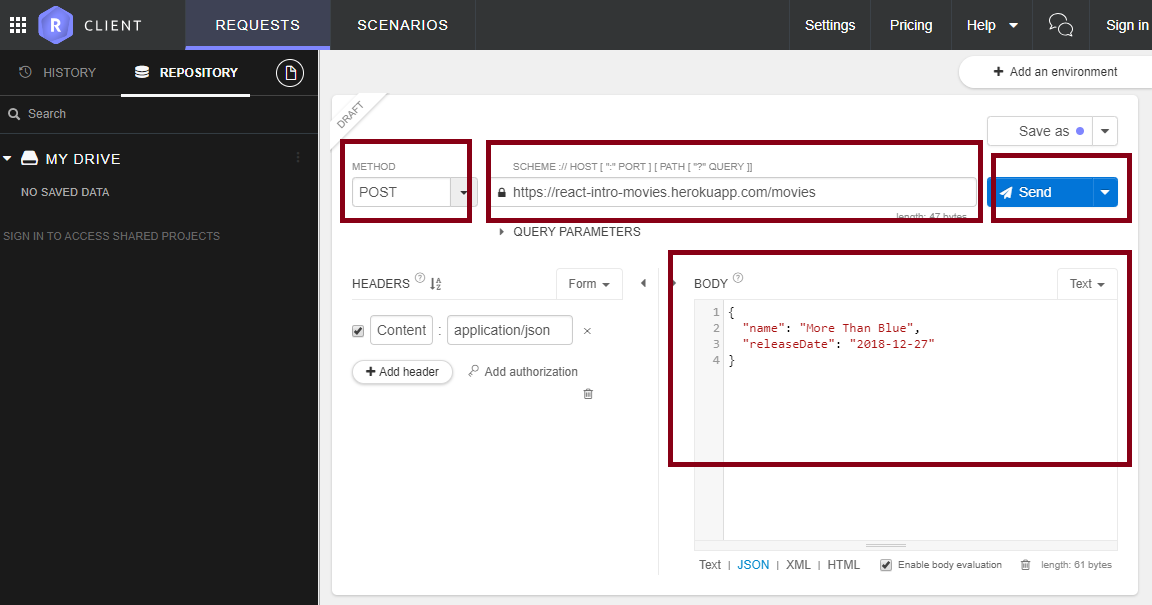 R CLIENT REQUESTS SCENARIOS Settings Pricing Help Sign in
HISTORY REPOSITORY
Add an environment
Search
DRAFT
Save as
MY DRIVE
METHOD
SCHEME :// HOST [ ":" PORT ] [ PATH [ "?" QUERY ]]
NO SAVED DATA
POST
https://react-intro-movies.herokuapp.com/movies
Send
length: 47 bytes
SIGN IN TO ACCESS SHARED PROJECTS
QUERY PARAMETERS
HEADERS ? Form
BODY ? Text
Content : application/json ×
+ Add header Add authorization
1 {
2 "name": "More Than Blue",
3 "releaseDate": "2018-12-27"
4 }
Text | JSON | XML | HTML Enable body evaluation length: 61 bytes